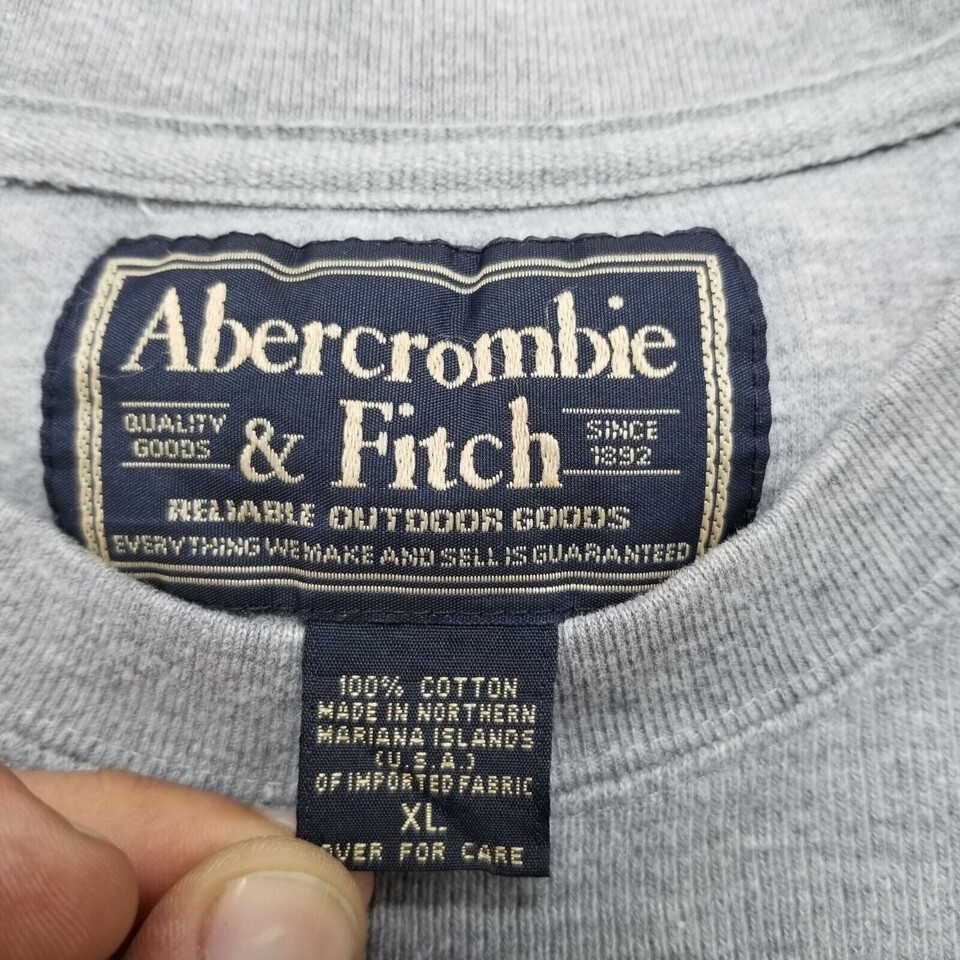 Abercrombie
& Fitch
QUALITY
GOODS
SINCE
1892
RELIABLE OUTDOOR GOODS
EVERYTHING WE MAKE AND SELL IS GUARANTEED
100% COTTON
MADE IN NORTHERN
MARIANA ISLANDS
(U.S.A.)
OF IMPORTED FABRIC
XL
OVER FOR CARE